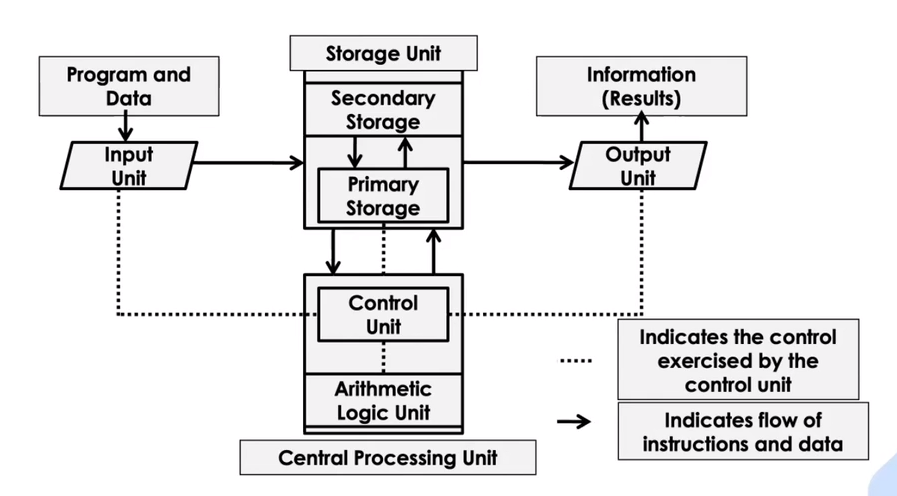 Storage Unit
Program and
Data
Information
(Results)
Secondary
Storage
Input
Unit
Output
Unit
Primary
Storage
Control
Unit
Indicates the control
exercised by the
control unit
Arithmetic
Logic Unit
Indicates flow of
instructions and data
Central Processing Unit